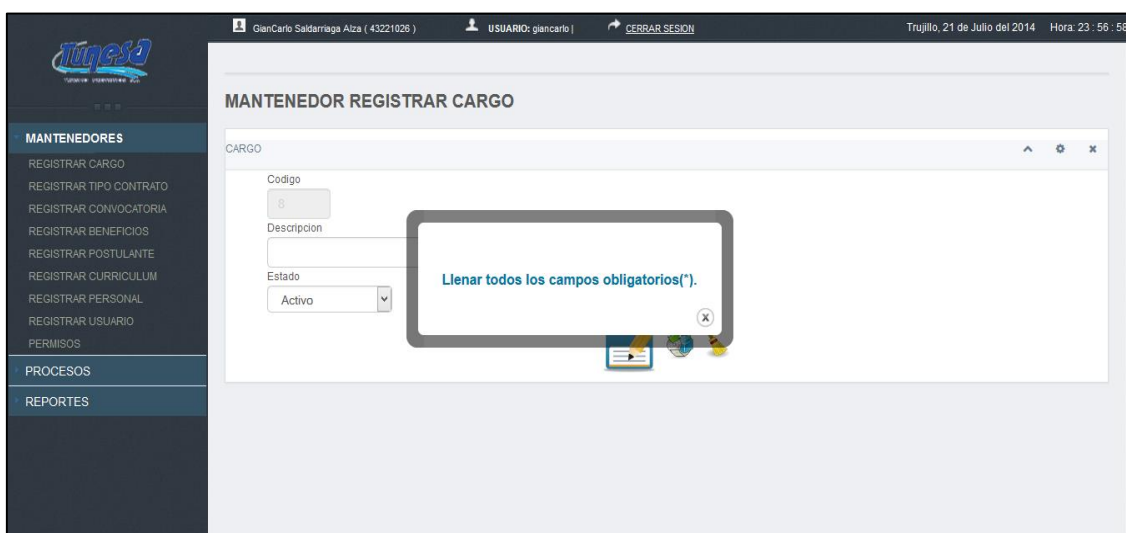 GianCarlo Saldarriaga Alza ( 43221026 ) USUARIO: giancarlo | CERRAR SESION Trujillo, 21 de Julio del 2014 Hora: 23 : 56 : 58
Tunesa
MANTENEDOR REGISTRAR CARGO
MANTENEDORES
REGISTRAR CARGO
REGISTRAR TIPO CONTRATO
REGISTRAR CONVOCATORIA
REGISTRAR BENEFICIOS
REGISTRAR POSTULANTE
REGISTRAR CURRICULUM
REGISTRAR PERSONAL
REGISTRAR USUARIO
PERMISOS
PROCESOS
REPORTES
CARGO
Codigo
8
Descripcion
Estado
Activo
Llenar todos los campos obligatorios(*).
x